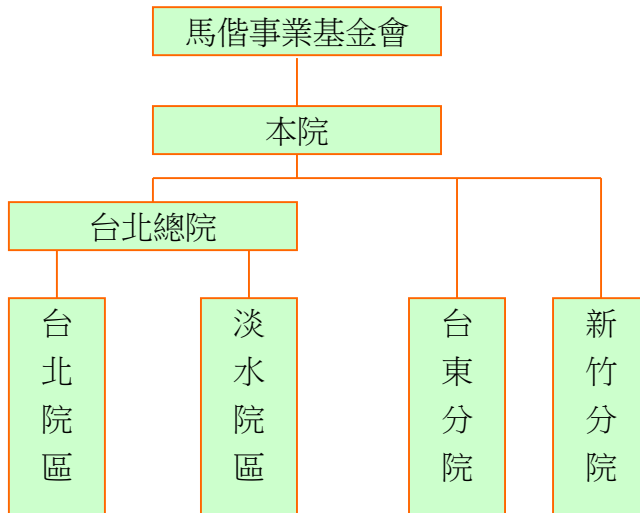 馬偕事業基金會
本院
台北總院
台北院區
淡水院區
台東分院
新竹分院